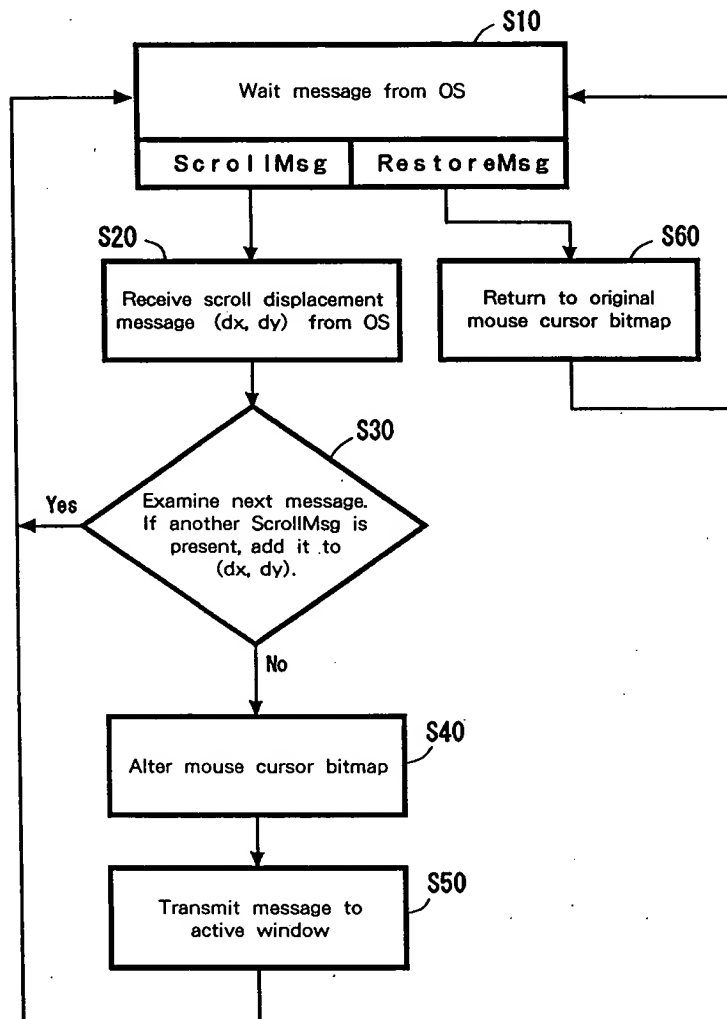 S10
Wait message from OS
ScrollMsg
RestoreMsg
S20
Receive scroll displacement
message (dx, dy) from OS
S60
Return to original
mouse cursor bitmap
S30
Examine next message.
If another ScrollMsg is
present, add it to
(dx, dy).
Yes
No
S40
Alter mouse cursor bitmap
S50
Transmit message to
active window